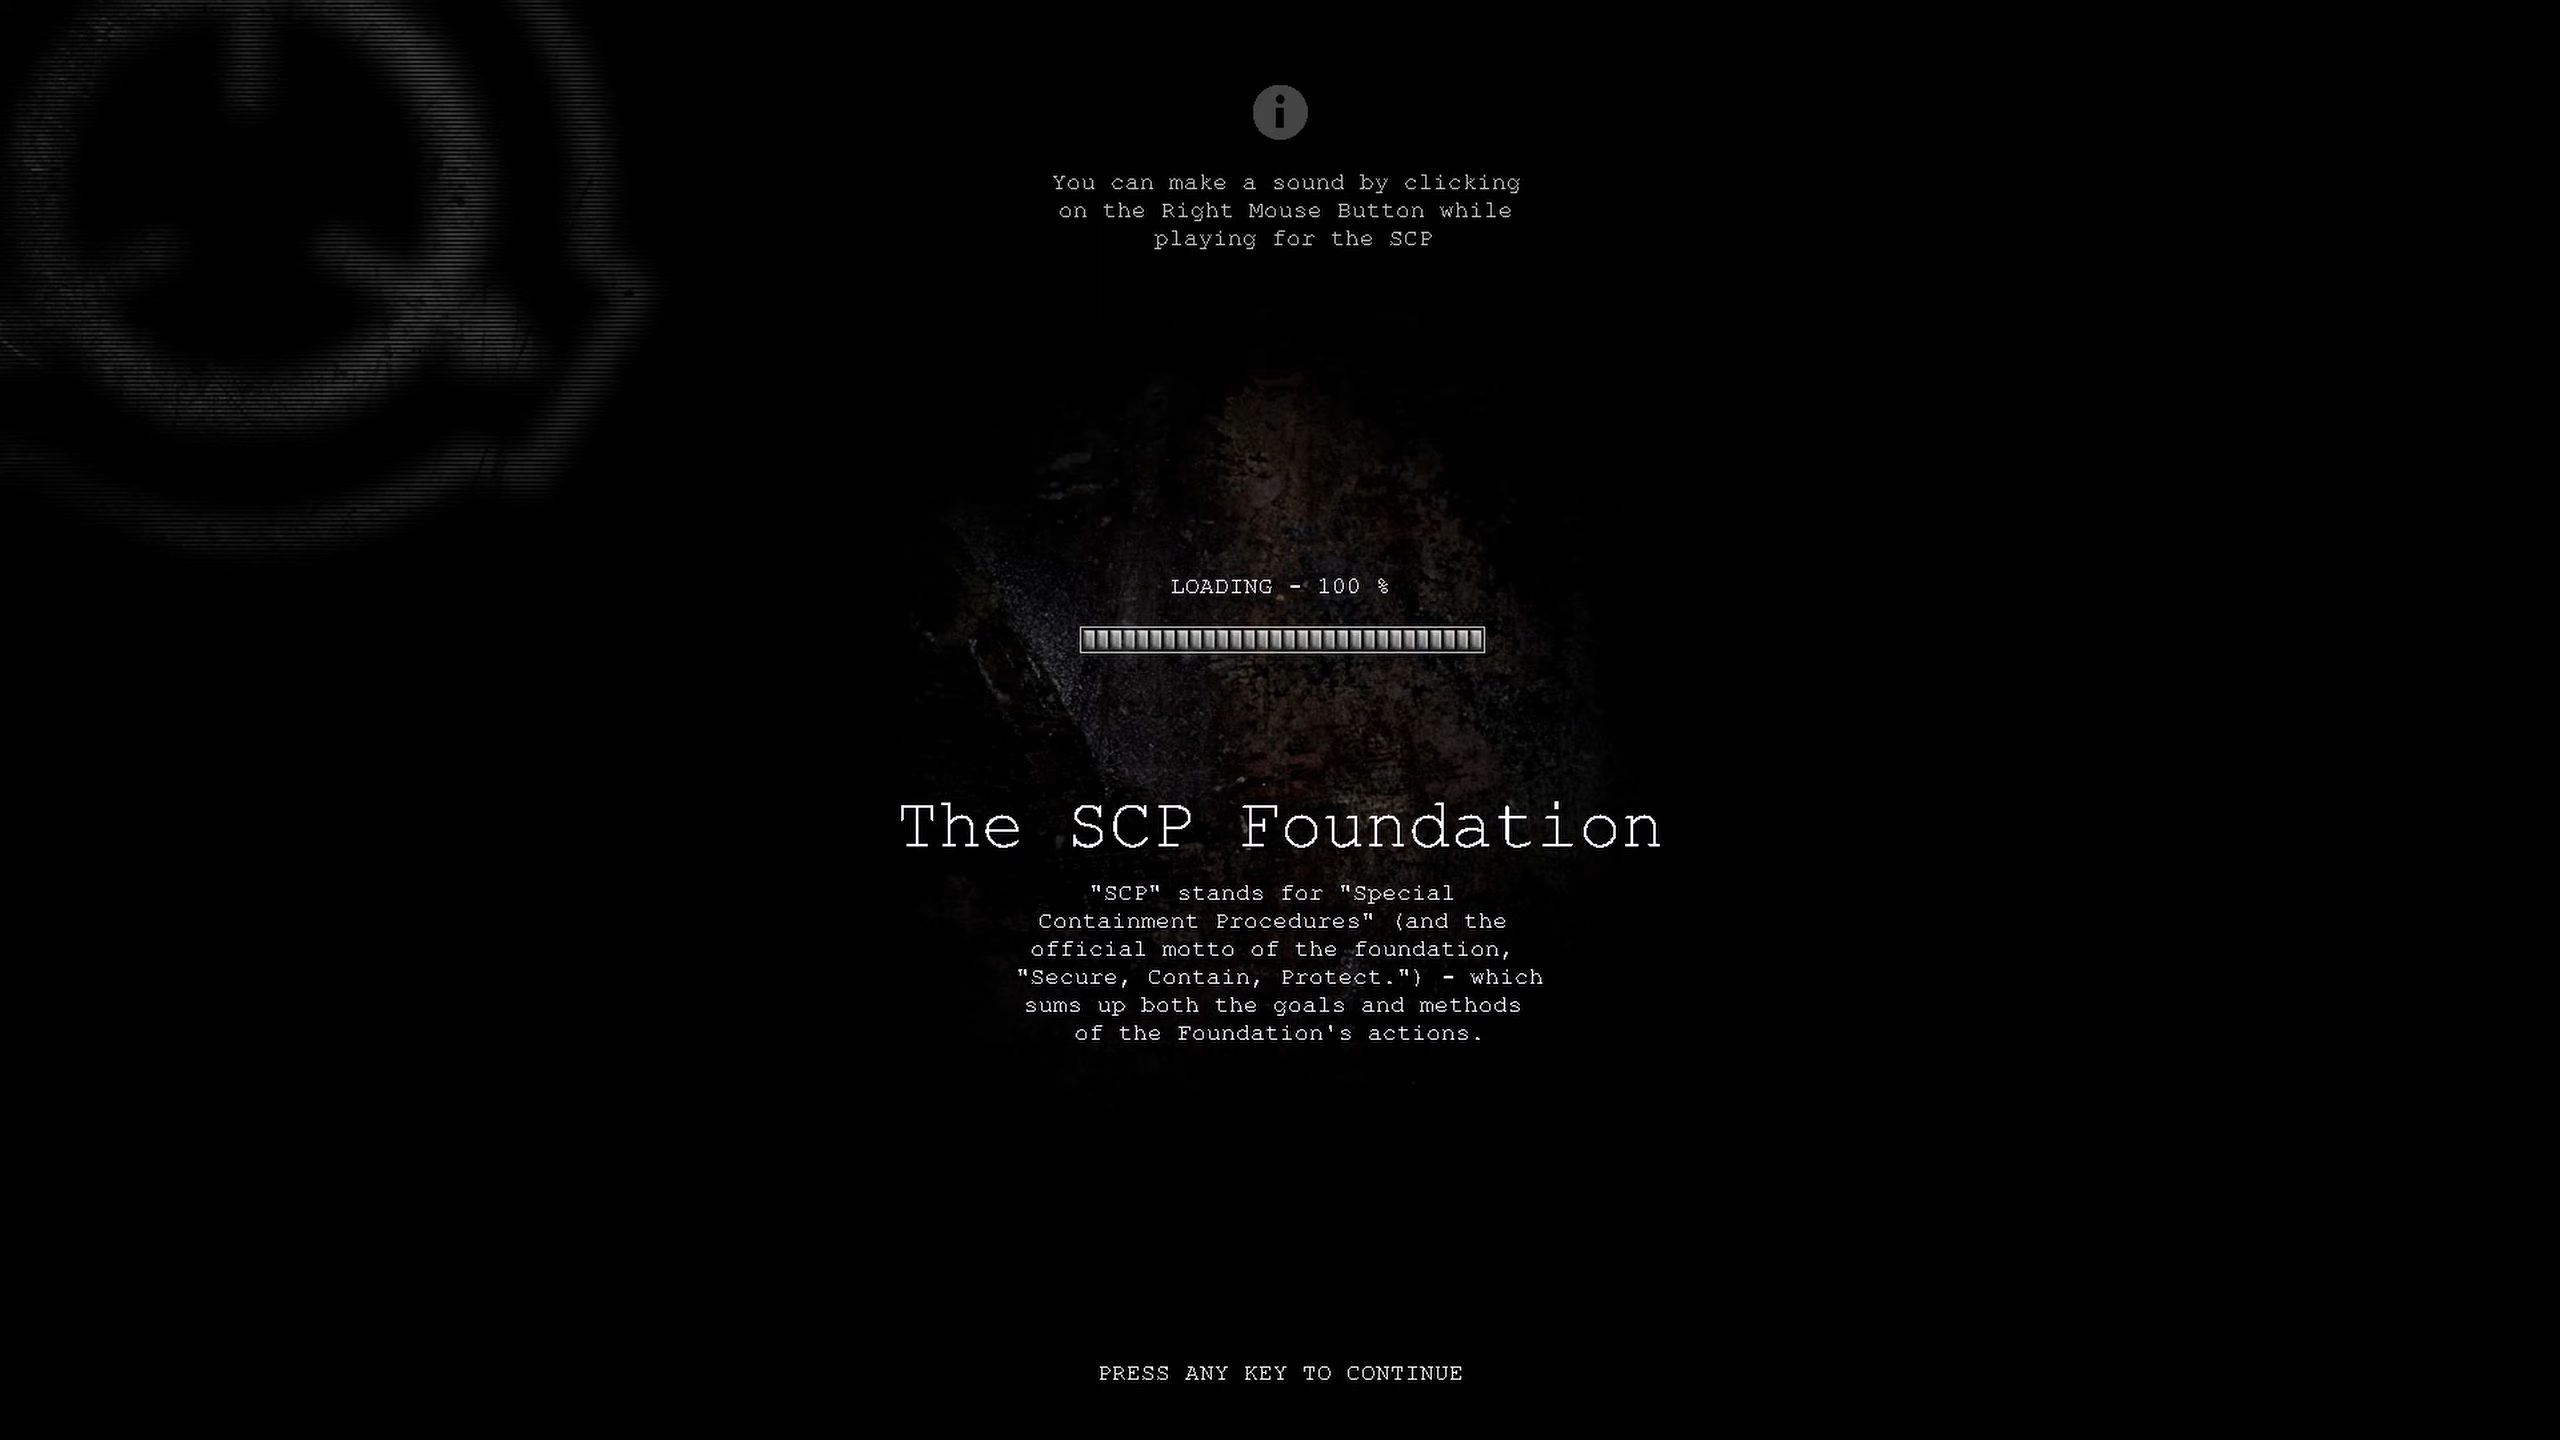 You can make a sound by clicking
on the Right Mouse Button while
playing for the SCP
LOADING - 100 %
The SCP Foundation
"SCP" stands for "Special
Containment Procedures" (and the
official motto of the foundation,
"Secure, Contain, Protect.") - which
sums up both the goals and methods
of the Foundation's actions.
PRESS ANY KEY TO CONTINUE